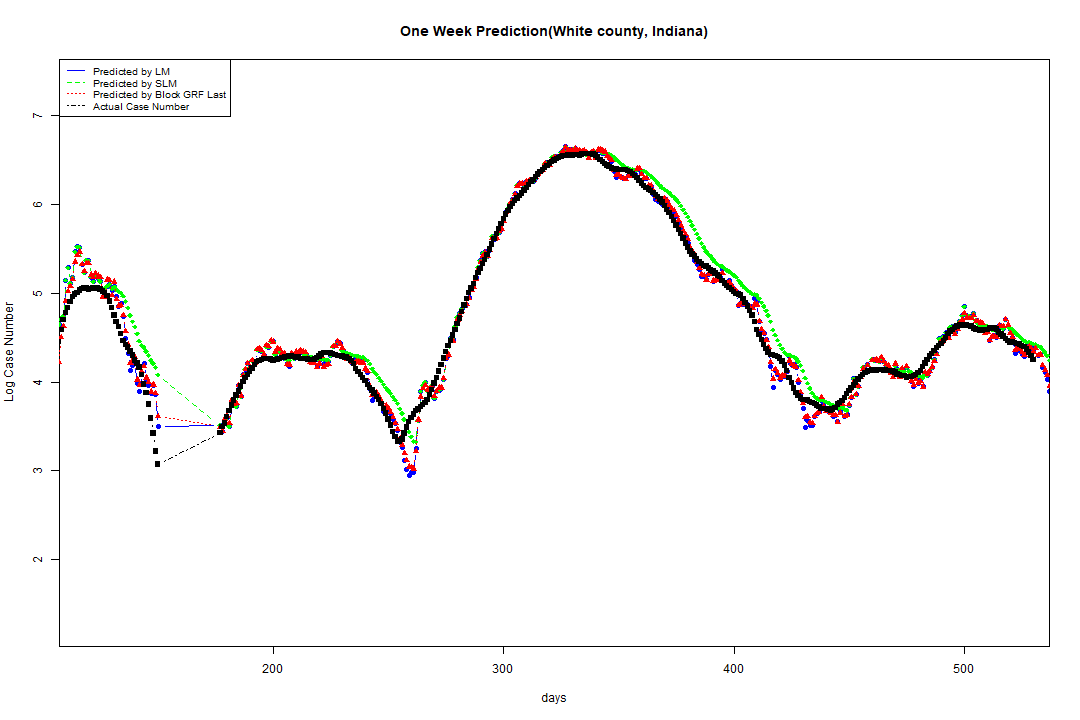 One Week Prediction(White county, Indiana)
Predicted by LM
Predicted by SLM
Predicted by Block GRF Last
Actual Case Number
7
6
5
4
3
2
Log Case Number
200 300 400 500
days